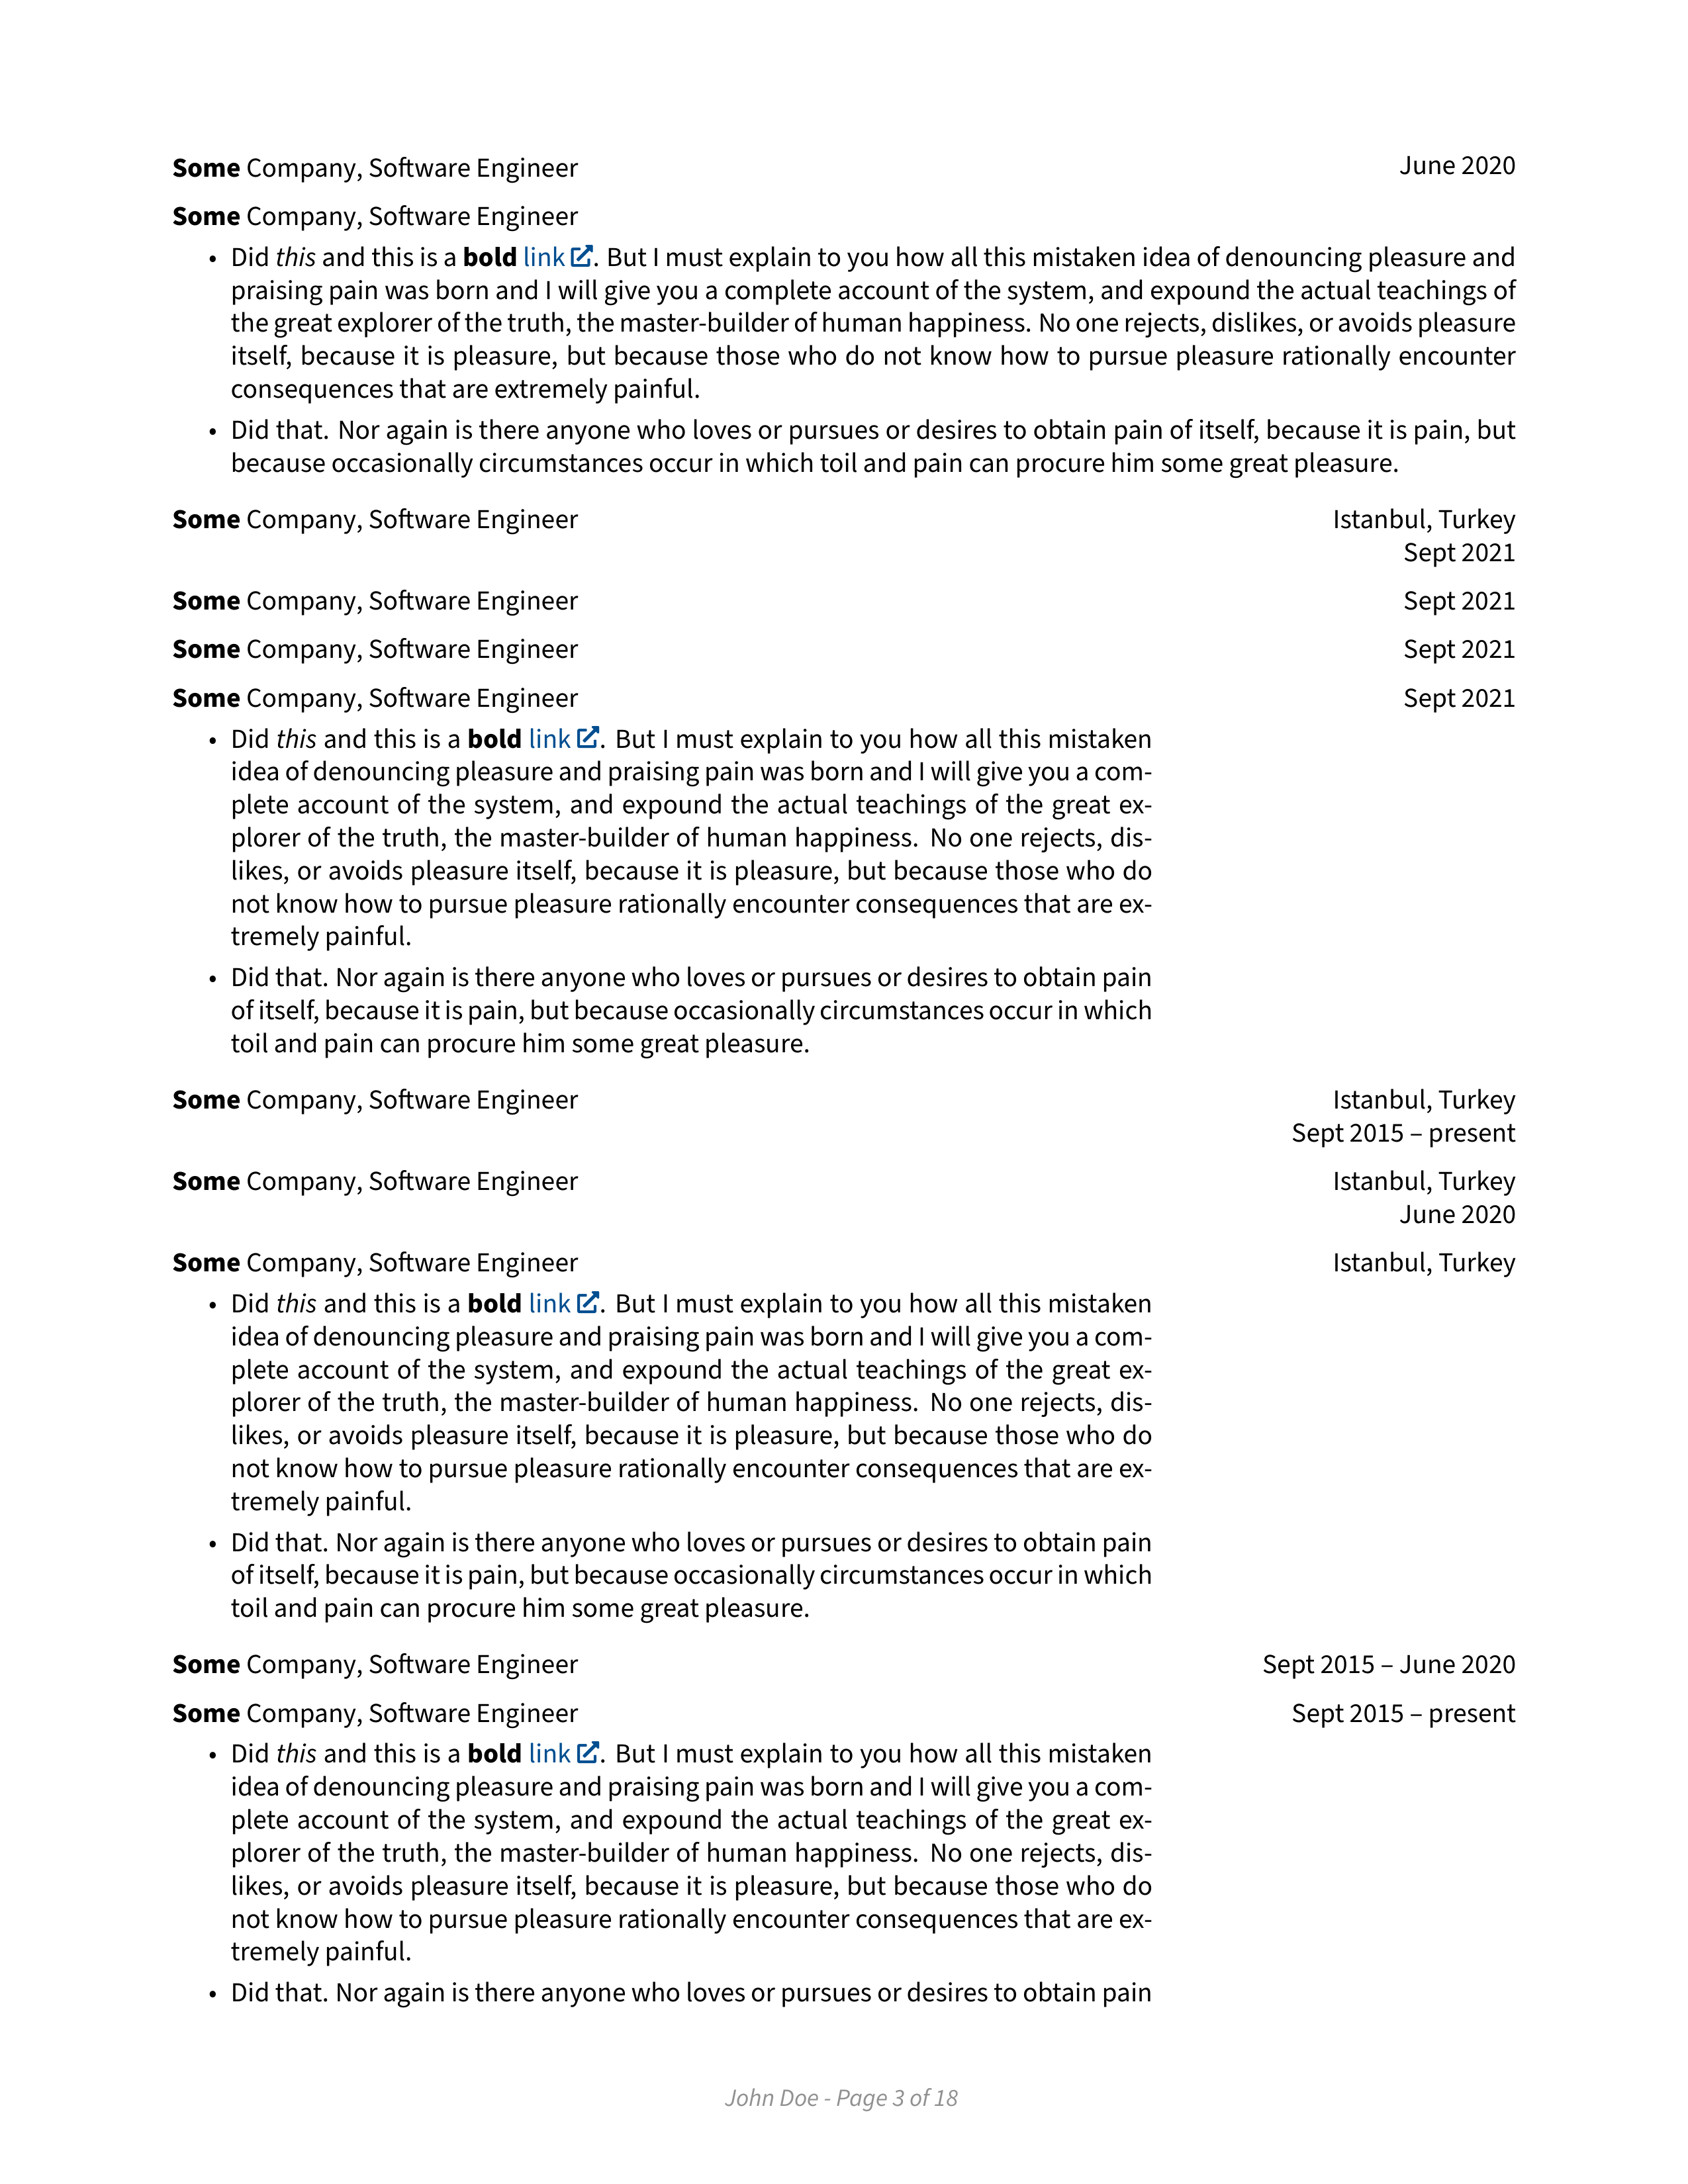 Some Company, Software Engineer June 2020
Some Company, Software Engineer
• Did this and this is a bold link. But I must explain to you how all this mistaken idea of denouncing pleasure and
praising pain was born and I will give you a complete account of the system, and expound the actual teachings of
the great explorer of the truth, the master-builder of human happiness. No one rejects, dislikes, or avoids pleasure
itself, because it is pleasure, but because those who do not know how to pursue pleasure rationally encounter
consequences that are extremely painful.
• Did that. Nor again is there anyone who loves or pursues or desires to obtain pain of itself, because it is pain, but
because occasionally circumstances occur in which toil and pain can procure him some great pleasure.
Some Company, Software Engineer Istanbul, Turkey
Sept 2021
Some Company, Software Engineer Sept 2021
Some Company, Software Engineer Sept 2021
Some Company, Software Engineer Sept 2021
• Did this and this is a bold link. But I must explain to you how all this mistaken
idea of denouncing pleasure and praising pain was born and I will give you a com-
plete account of the system, and expound the actual teachings of the great ex-
plorer of the truth, the master-builder of human happiness. No one rejects, dis-
likes, or avoids pleasure itself, because it is pleasure, but because those who do
not know how to pursue pleasure rationally encounter consequences that are ex-
tremely painful.
• Did that. Nor again is there anyone who loves or pursues or desires to obtain pain
of itself, because it is pain, but because occasionally circumstances occur in which
toil and pain can procure him some great pleasure.
Some Company, Software Engineer Istanbul, Turkey
Sept 2015 – present
Some Company, Software Engineer Istanbul, Turkey
June 2020
Some Company, Software Engineer Istanbul, Turkey
• Did this and this is a bold link. But I must explain to you how all this mistaken
idea of denouncing pleasure and praising pain was born and I will give you a com-
plete account of the system, and expound the actual teachings of the great ex-
plorer of the truth, the master-builder of human happiness. No one rejects, dis-
likes, or avoids pleasure itself, because it is pleasure, but because those who do
not know how to pursue pleasure rationally encounter consequences that are ex-
tremely painful.
• Did that. Nor again is there anyone who loves or pursues or desires to obtain pain
of itself, because it is pain, but because occasionally circumstances occur in which
toil and pain can procure him some great pleasure.
Some Company, Software Engineer Sept 2015 – June 2020
Some Company, Software Engineer Sept 2015 – present
• Did this and this is a bold link. But I must explain to you how all this mistaken
idea of denouncing pleasure and praising pain was born and I will give you a com-
plete account of the system, and expound the actual teachings of the great ex-
plorer of the truth, the master-builder of human happiness. No one rejects, dis-
likes, or avoids pleasure itself, because it is pleasure, but because those who do
not know how to pursue pleasure rationally encounter consequences that are ex-
tremely painful.
• Did that. Nor again is there anyone who loves or pursues or desires to obtain pain
John Doe - Page 3 of 18